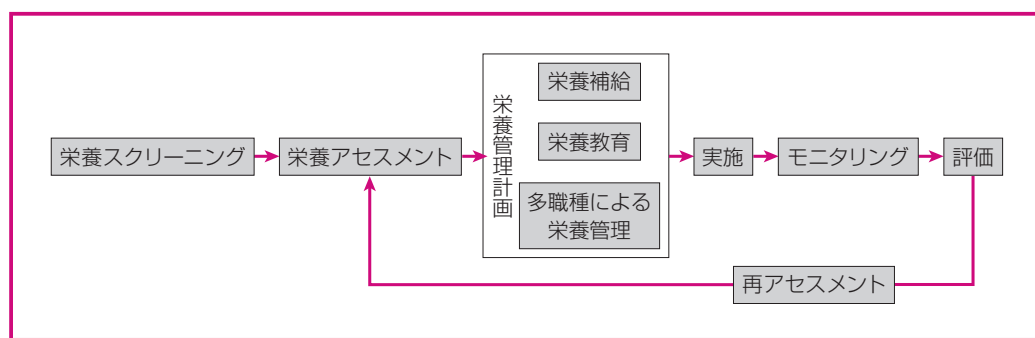 栄養スクリーニング
栄養アセスメント
栄養管理計画
栄養補給
栄養教育
多職種による
栄養管理
実施
モニタリング
評価
再アセスメント